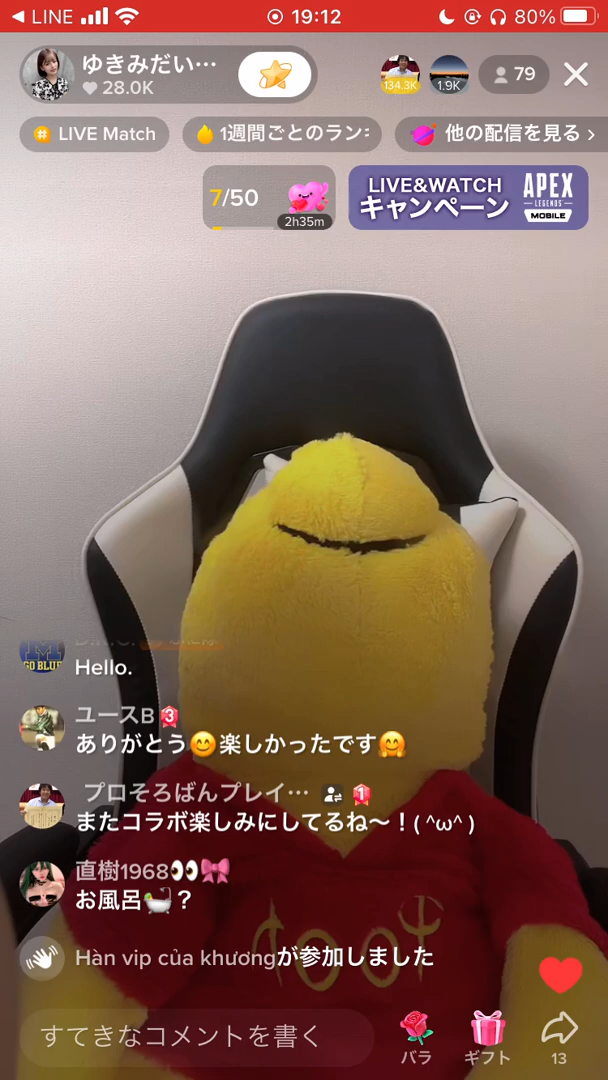 LINE 19:12 80%
ゆきみだい…
28.0K
134.3K
1.9K
79
LIVE Match
1週間ごとのラン
他の配信を見る
7/50
2h35m
LIVE&WATCH
キャンペーン
APEX
LEGENDS
MOBILE
GO BLUE
Hello.
ユースB 3
ありがとう😊楽しかったです🤗
プロそろばんプレイ… 1
またコラボ楽しみにしてるね〜！( ^ω^ )
直樹1968👀🎀
お風呂🛀？
Hàn vip của khươngが参加しました
すてきなコメントを書く
バラ
ギフト
13